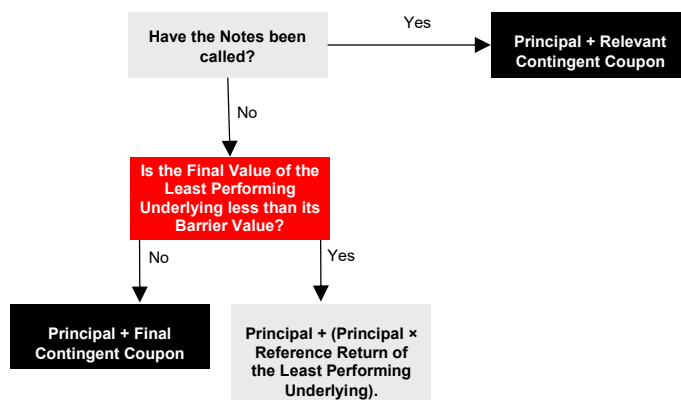 Have the Notes been
called?
Yes
Principal + Relevant
Contingent Coupon
No
Is the Final Value of the
Least Performing
Underlying less than its
Barrier Value?
No
Yes
Principal + Final
Contingent Coupon
Principal + (Principal ×
Reference Return of
the Least Performing
Underlying).